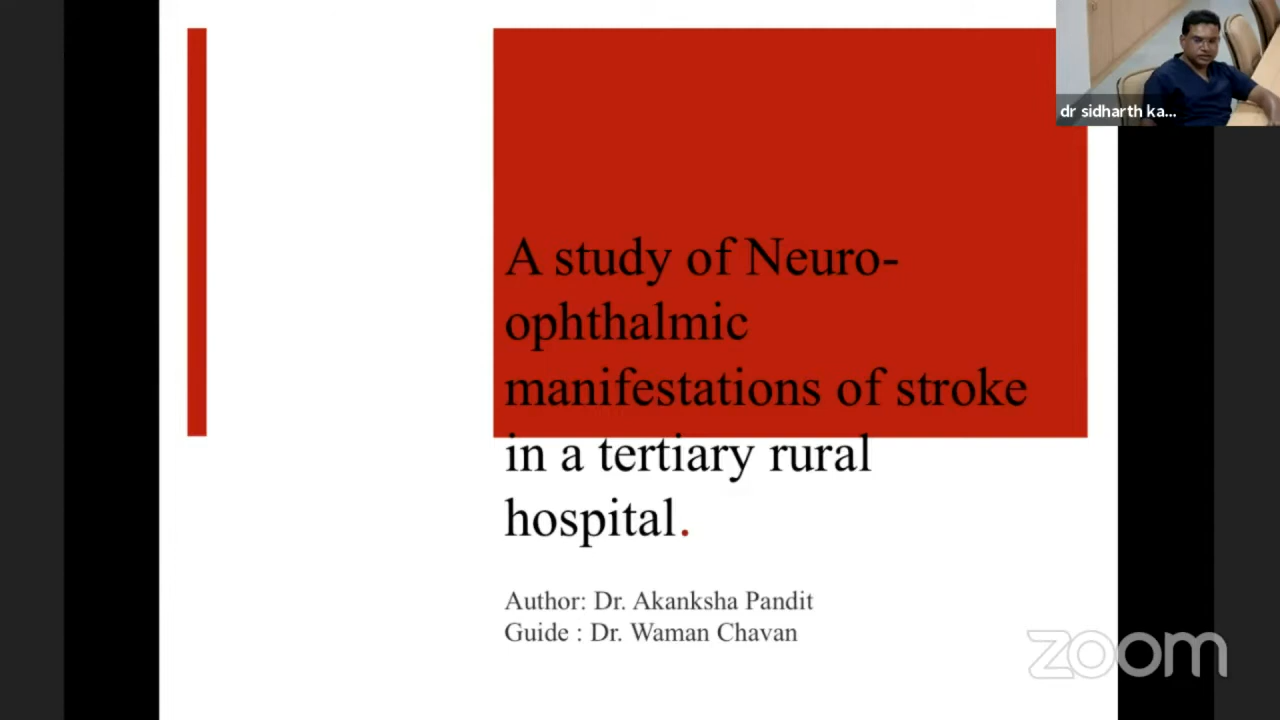 dr sidharth ka...
A study of Neuro-
ophthalmic
manifestations of stroke
in a tertiary rural
hospital.
Author: Dr. Akanksha Pandit
Guide : Dr. Waman Chavan
zoom